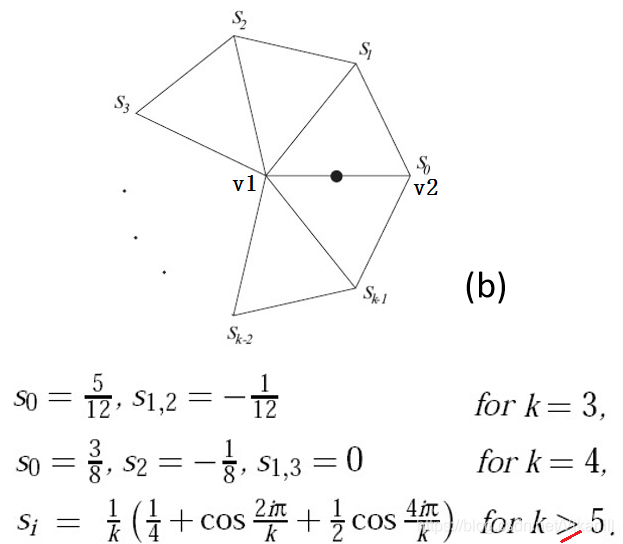 S₂
S₁
S₃
S₀
v1
v2
(b)
Sₖ₋₁
Sₖ₋₂
s₀ = 5/12, s₁,₂ = −1/12 for k = 3,
s₀ = 3/8, s₂ = −1/8, s₁,₃ = 0 for k = 4,
sᵢ = 1/k (1/4 + cos 2iπ/k + 1/2 cos 4iπ/k) for k ≥ 5.